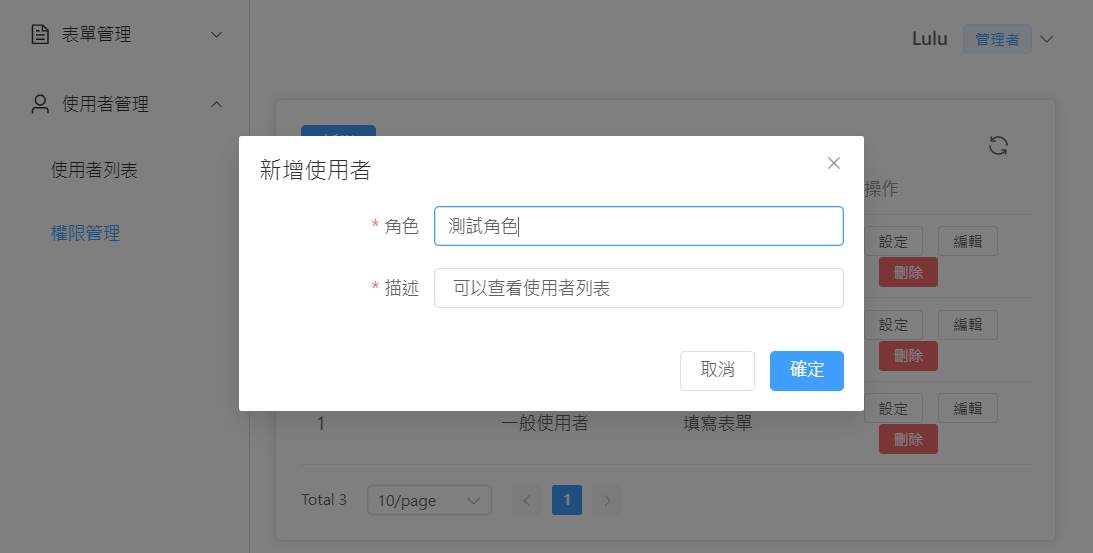 表單管理
Lulu 管理者
使用者管理
使用者列表
權限管理
新增使用者
* 角色 測試角色
* 描述 可以查看使用者列表
取消 確定
操作
設定 編輯
刪除
設定 編輯
刪除
1 一般使用者 填寫表單 設定 編輯
刪除
Total 3 10/page 1